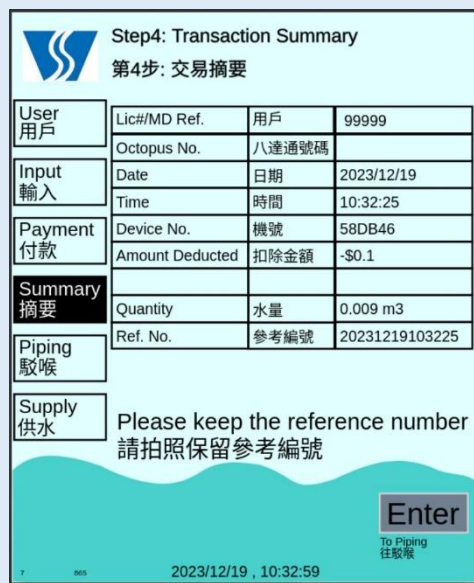 Step4: Transaction Summary
第4步: 交易摘要
User
用戶
Input
輸入
Payment
付款
Summary
摘要
Piping
駁喉
Supply
供水
Lic#/MD Ref. 用戶 99999
Octopus No. 八達通號碼
Date 日期 2023/12/19
Time 時間 10:32:25
Device No. 機號 58DB46
Amount Deducted 扣除金額 -$0.1
Quantity 水量 0.009 m3
Ref. No. 參考編號 20231219103225
Please keep the reference number
請拍照保留參考編號
Enter
To Piping
往駁喉
7 865 2023/12/19 , 10:32:59